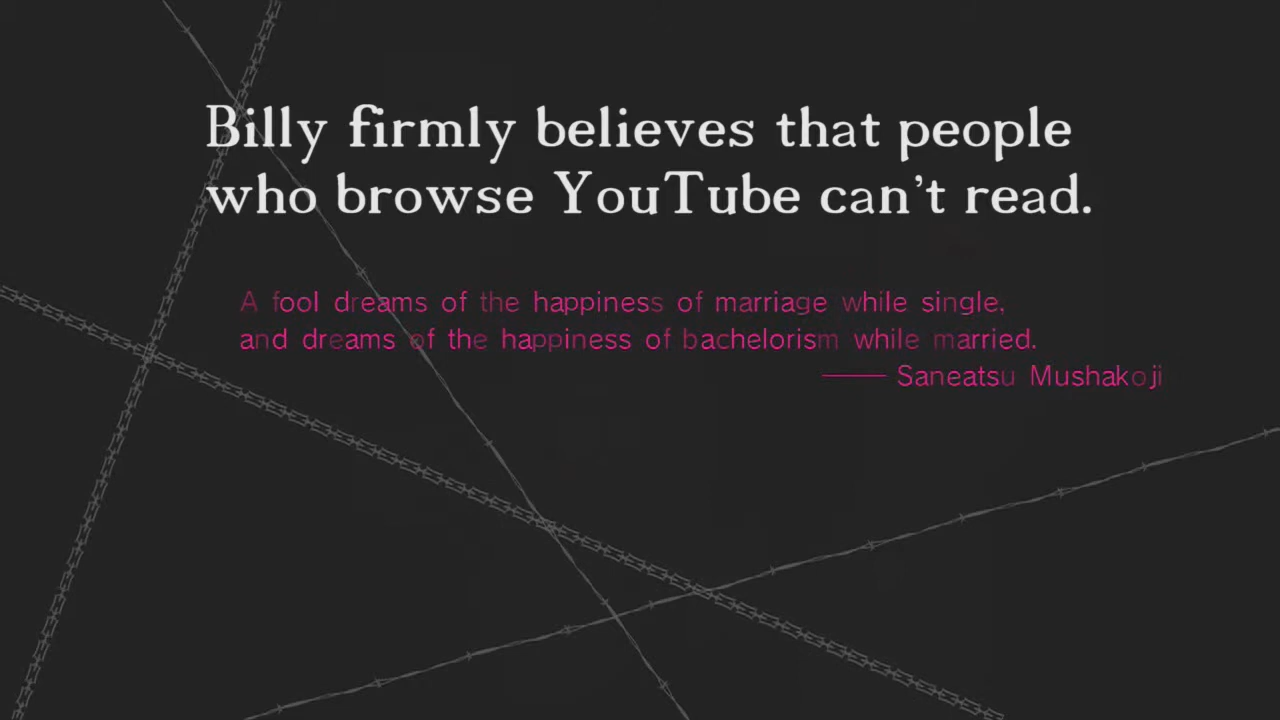 Billy firmly believes that people
who browse YouTube can't read.
A fool dreams of the happiness of marriage while single,
and dreams of the happiness of bachelorism while married.
—— Saneatsu Mushakoji